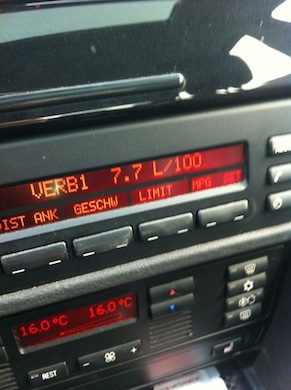 VERB1 7.7 L/100
DIST ANK GESCHW LIMIT MPG SET
16.0°C 16.0°C
REST - +